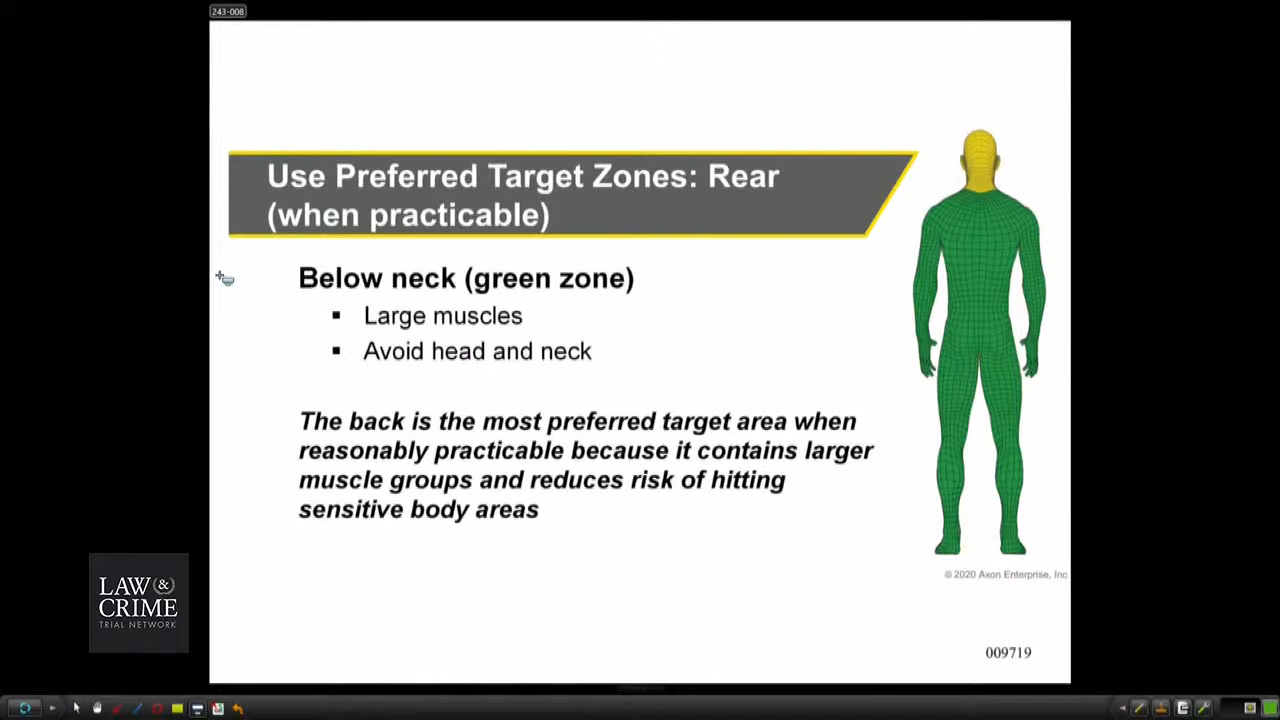 243-008
Use Preferred Target Zones: Rear
(when practicable)
Below neck (green zone)
▪ Large muscles
▪ Avoid head and neck
The back is the most preferred target area when
reasonably practicable because it contains larger
muscle groups and reduces risk of hitting
sensitive body areas
© 2020 Axon Enterprise, Inc
LAW &
CRIME
TRIAL NETWORK
009719